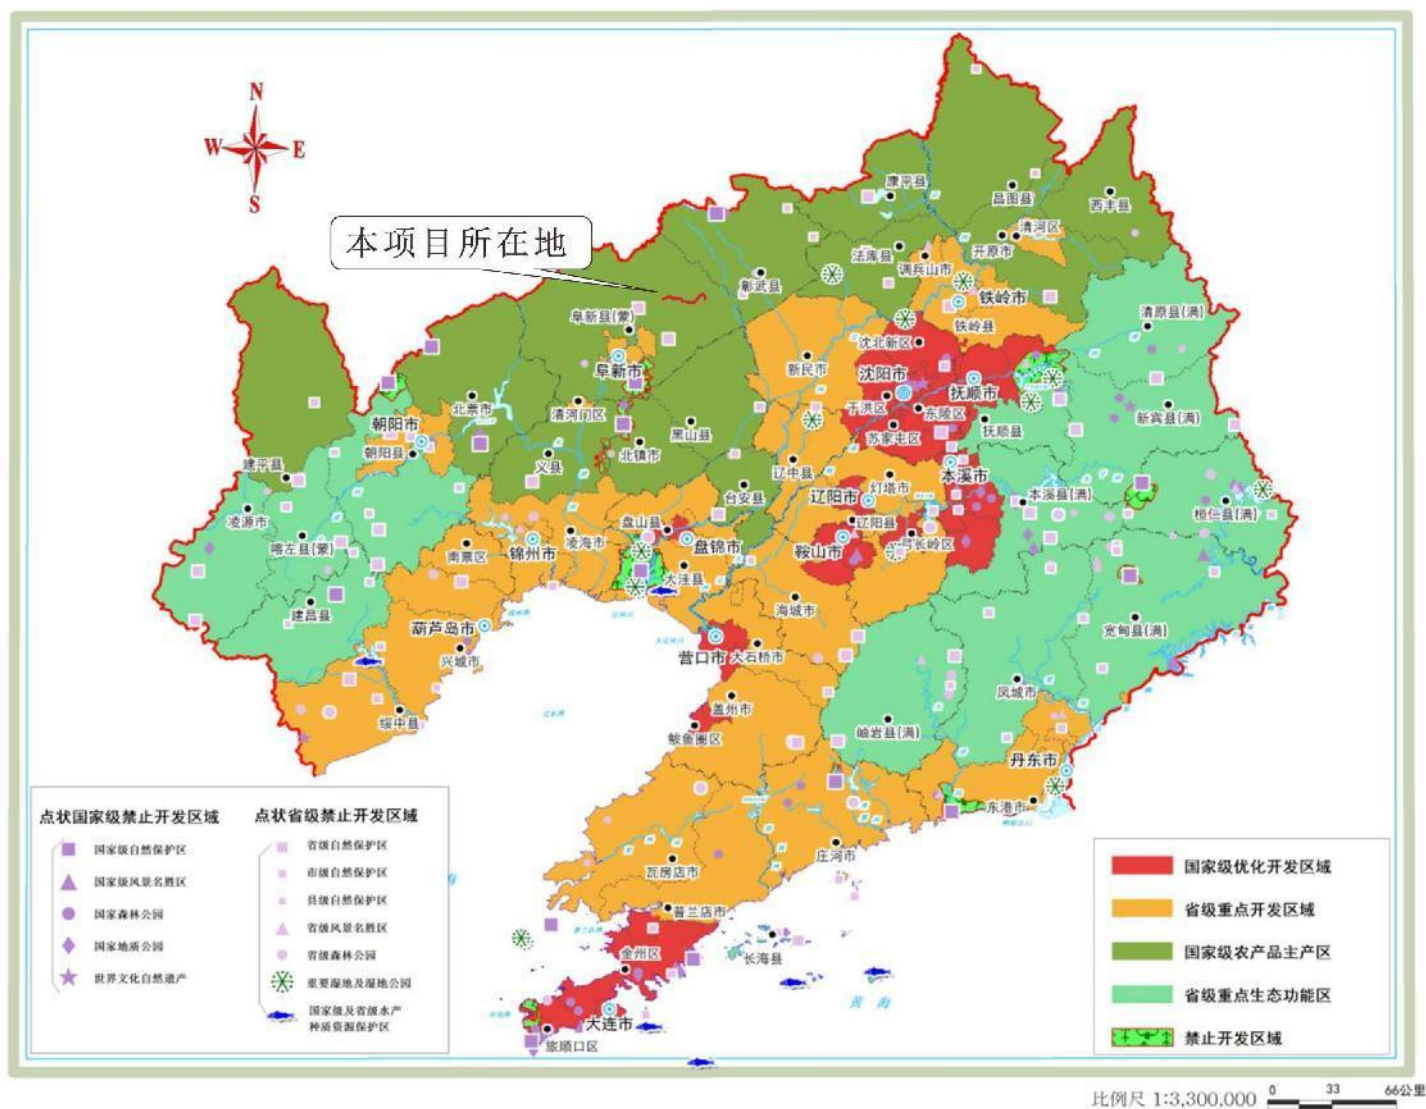 N
W
E
S
本项目所在地
康平县
昌图县
西丰县
清河区
开原市
法库县
调兵山市
彰武县
铁岭市
阜新县(蒙)
铁岭县
清原县(满)
沈北新区
新民市
沈阳市
抚顺市
阜新市
于洪区
东陵区
新宾县(满)
北票市
清河门区
苏家屯区
抚顺县
朝阳市
黑山县
朝阳县
北镇市
义县
建平县
辽中县
本溪市
台安县
辽阳市
灯塔市
本溪县(满)
桓仁县(满)
凌源市
盘山县
辽阳县
喀左县(蒙)
南票区
锦州市
凌海市
盘锦市
鞍山市
弓长岭区
大洼县
建昌县
海城市
葫芦岛市
宽甸县(满)
兴城市
营口市
大石桥市
凤城市
绥中县
盖州市
鲅鱼圈区
岫岩县(满)
丹东市
东港市
庄河市
瓦房店市
普兰店市
金州区
长海县
黄海
大连市
旅顺口区
点状国家级禁止开发区域
国家级自然保护区
国家级风景名胜区
国家森林公园
国家地质公园
世界文化自然遗产
点状省级禁止开发区域
省级自然保护区
市级自然保护区
县级自然保护区
省级风景名胜区
省级森林公园
重要湿地及湿地公园
国家级及省级水产
种质资源保护区
国家级优化开发区域
省级重点开发区域
国家级农产品主产区
省级重点生态功能区
禁止开发区域
比例尺 1:3,300,000
0 33 66公里